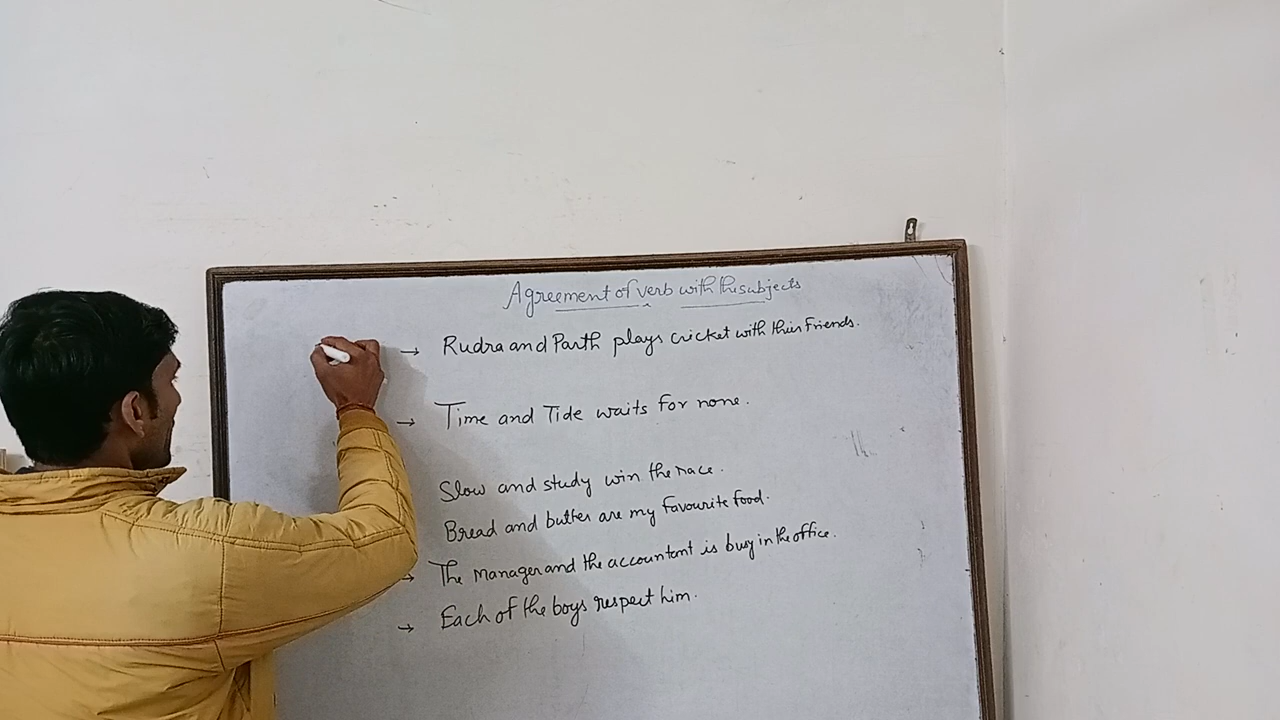 Agreement of verb with the subjects
→ Rudra and Parth plays cricket with their Friends.
→ Time and Tide waits for none.
Slow and study win the race.
Bread and butter are my favourite food.
→ The manager and the accountant is busy in the office.
→ Each of the boys respect him.